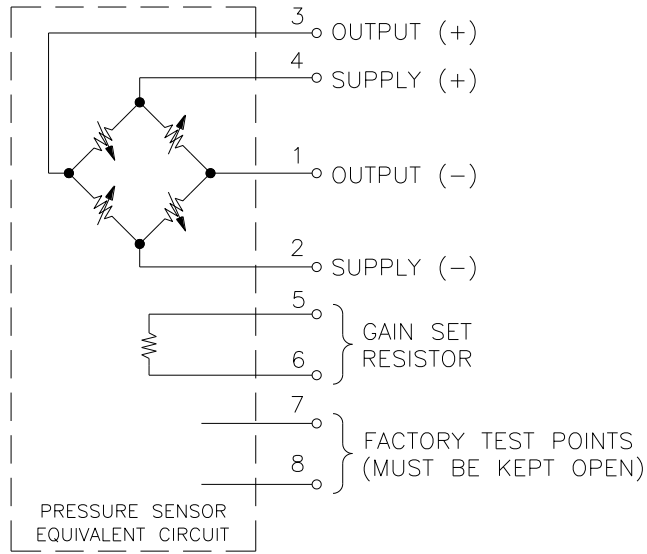 3
OUTPUT (+)
4
SUPPLY (+)
1
OUTPUT (−)
2
SUPPLY (−)
5
GAIN SET
RESISTOR
6
7
FACTORY TEST POINTS
(MUST BE KEPT OPEN)
8
PRESSURE SENSOR
EQUIVALENT CIRCUIT